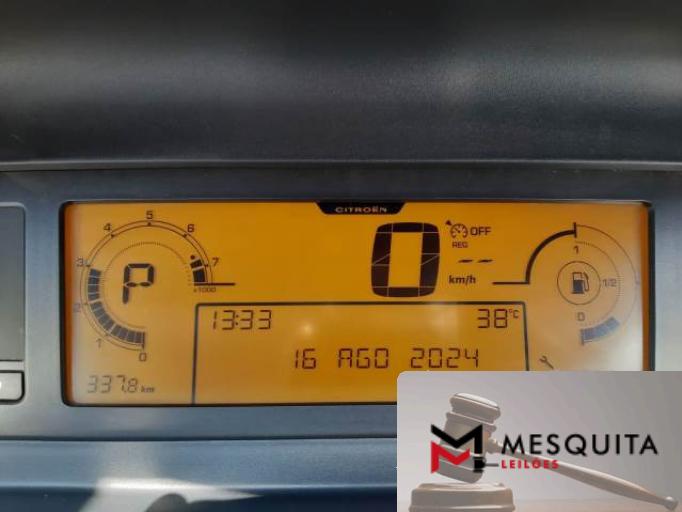 CITROËN
5
4
6
3
7
x1000
2
1
0
P
0
km/h
OFF
REG
--
1
1/2
0
13:33
38°C
16 AGO 2024
337,8 km
MESQUITA
LEILÕES